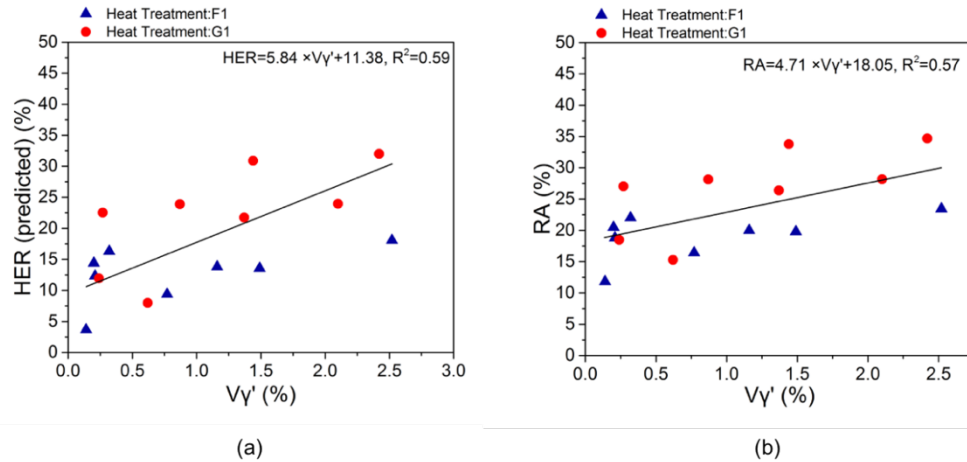 Heat Treatment:F1
Heat Treatment:G1
HER=5.84 ×Vγ'+11.38, R²=0.59
50
45
40
35
30
25
20
15
10
5
0
HER (predicted) (%)
0.0 0.5 1.0 1.5 2.0 2.5 3.0
Vγ' (%)
(a)
Heat Treatment:F1
Heat Treatment:G1
RA=4.71 ×Vγ'+18.05, R²=0.57
50
45
40
35
30
25
20
15
10
5
0
RA (%)
0.0 0.5 1.0 1.5 2.0 2.5
Vγ' (%)
(b)